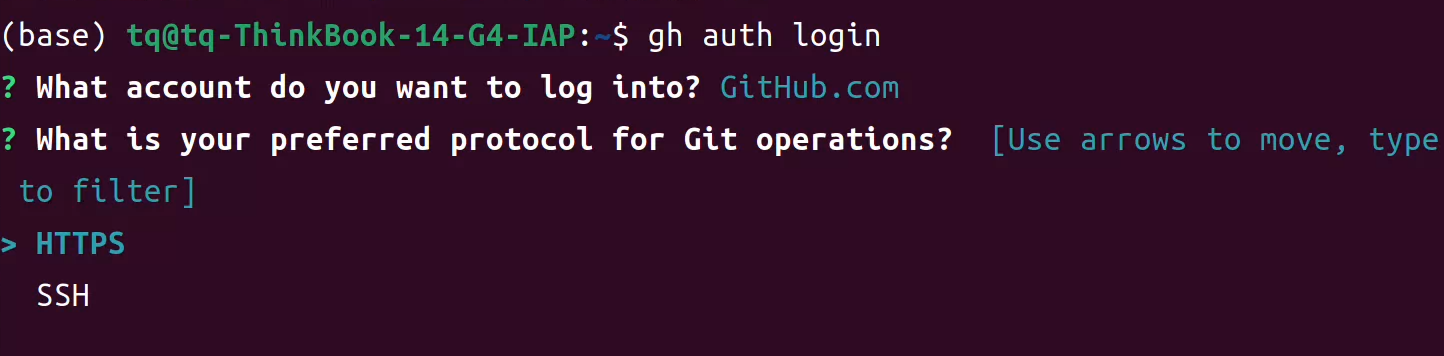 (base) tq@tq-ThinkBook-14-G4-IAP:~$ gh auth login
? What account do you want to log into? GitHub.com
? What is your preferred protocol for Git operations?  [Use arrows to move, type
 to filter]
> HTTPS
  SSH